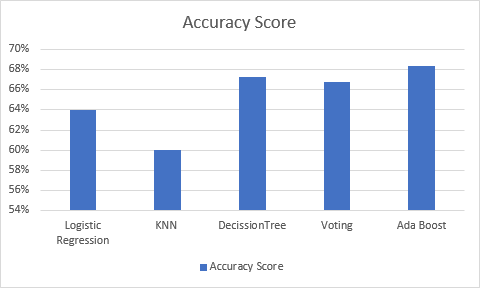 Accuracy Score
70%
68%
66%
64%
62%
60%
58%
56%
54%
Logistic
Regression
KNN
DecissionTree
Voting
Ada Boost
Accuracy Score